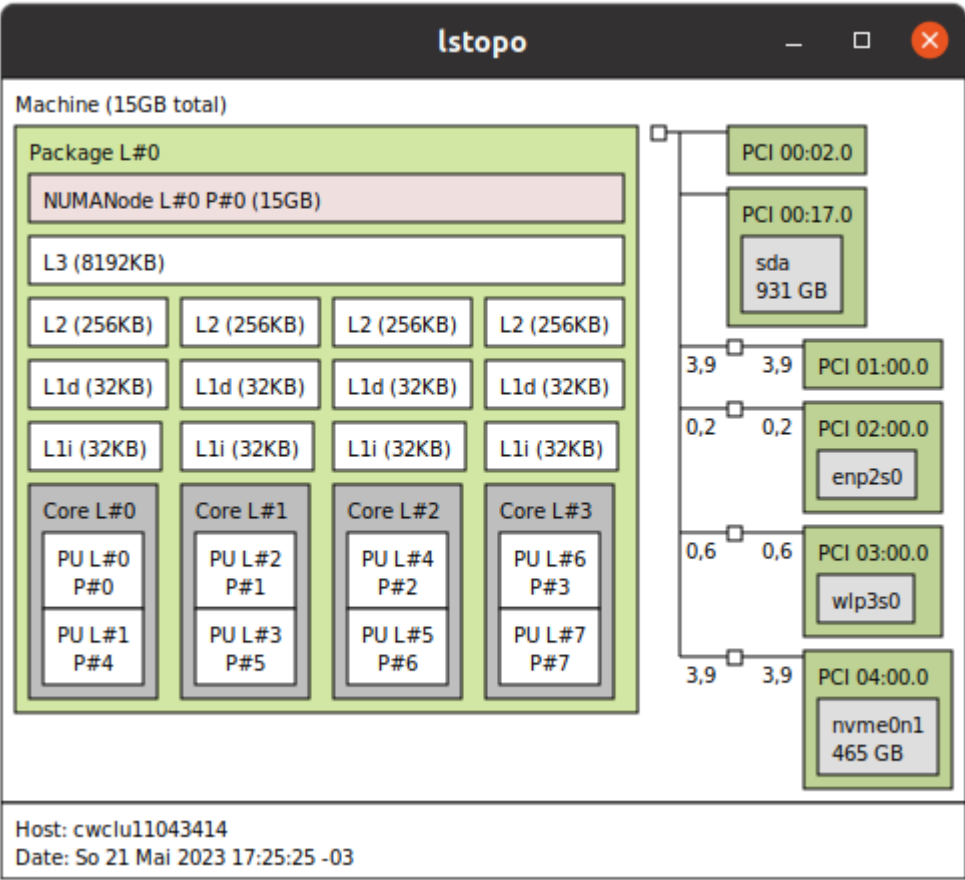 lstopo
Machine (15GB total)
Package L#0
NUMANode L#0 P#0 (15GB)
L3 (8192KB)
L2 (256KB) L2 (256KB) L2 (256KB) L2 (256KB)
L1d (32KB) L1d (32KB) L1d (32KB) L1d (32KB)
L1i (32KB) L1i (32KB) L1i (32KB) L1i (32KB)
Core L#0 Core L#1 Core L#2 Core L#3
PU L#0 PU L#2 PU L#4 PU L#6
P#0 P#1 P#2 P#3
PU L#1 PU L#3 PU L#5 PU L#7
P#4 P#5 P#6 P#7
PCI 00:02.0
PCI 00:17.0
sda
931 GB
3,9 3,9 PCI 01:00.0
0,2 0,2 PCI 02:00.0
enp2s0
0,6 0,6 PCI 03:00.0
wlp3s0
3,9 3,9 PCI 04:00.0
nvme0n1
465 GB
Host: cwclu11043414
Date: So 21 Mai 2023 17:25:25 -03